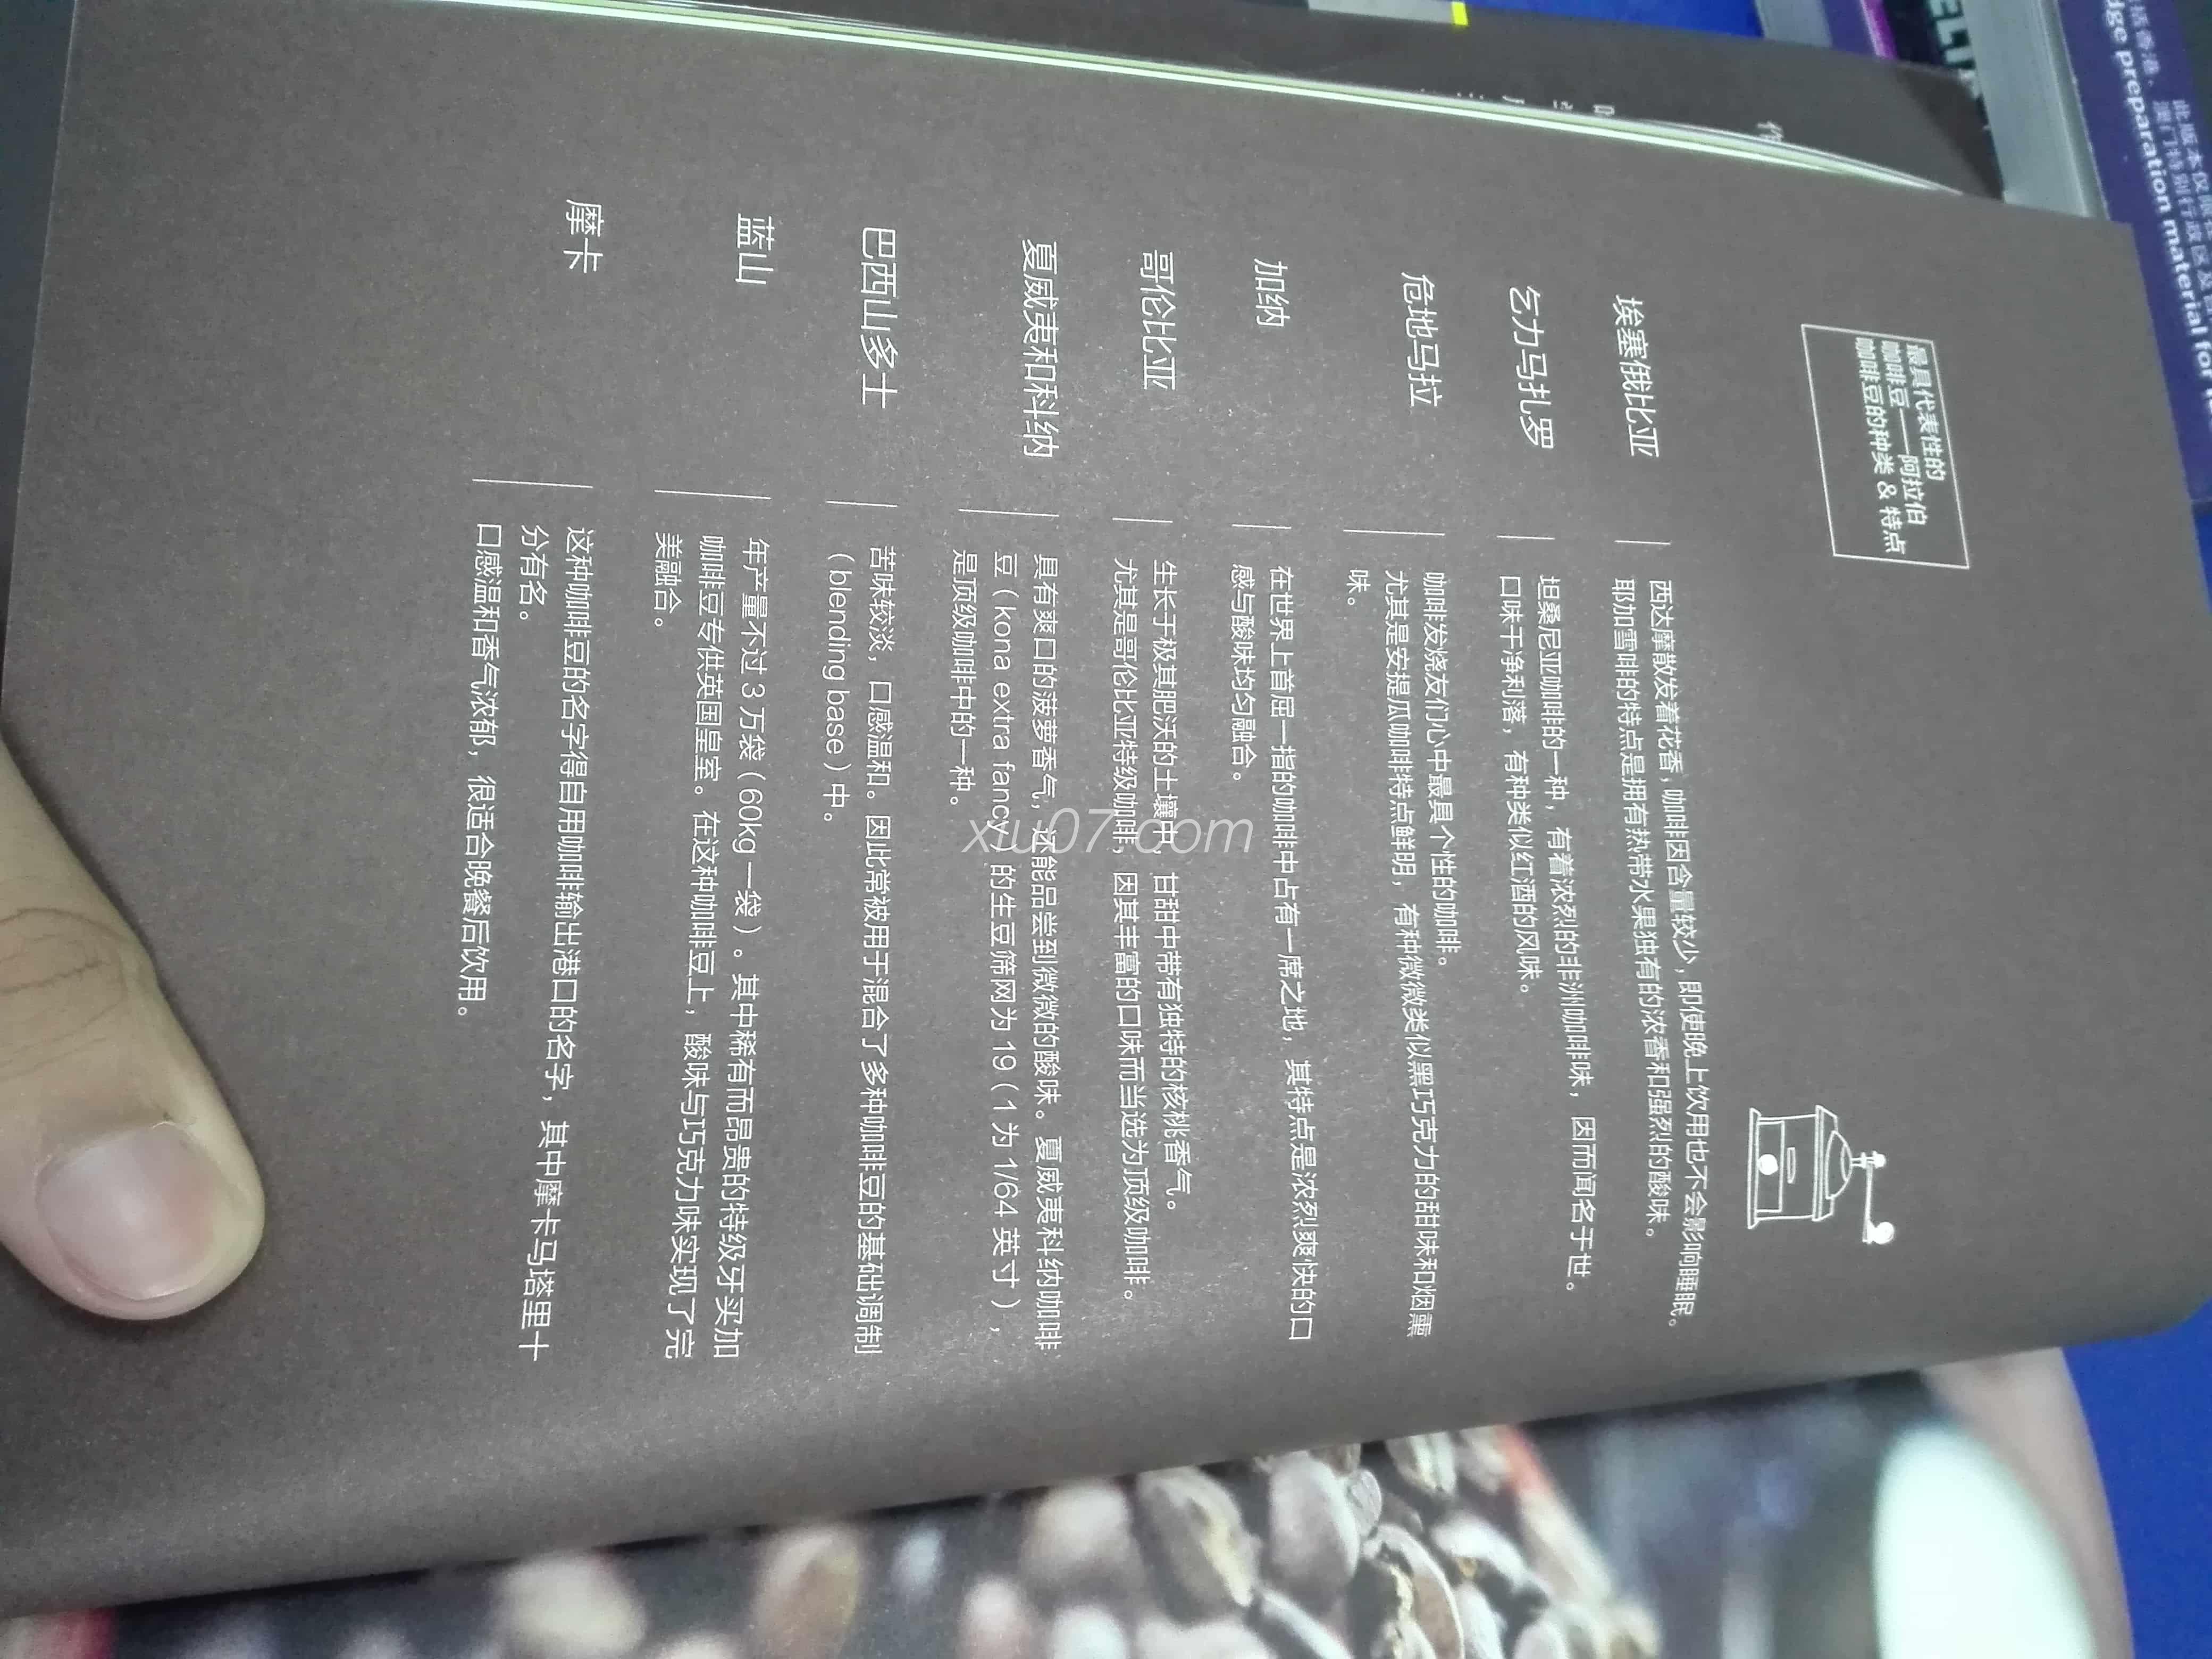 最具代表性的
咖啡豆——阿拉伯
咖啡豆的种类 & 特点
埃塞俄比亚
西达摩散发着花香，咖啡因含量较少，即使晚上饮用也不会影响睡眠。
耶加雪啡的特点是拥有热带水果独有的浓香和强烈的酸味。
乞力马扎罗
坦桑尼亚咖啡的一种，有着浓烈的非洲咖啡味，因而闻名于世。
口味干净利落，有种类似红酒的风味。
危地马拉
咖啡发烧友们心中最具个性的咖啡。
尤其是安提瓜咖啡特点鲜明，有种微微类似黑巧克力的甜味和烟熏
味。
加纳
在世界上首屈一指的咖啡中占有一席之地，其特点是浓烈爽快的口
感与酸味均匀融合。
哥伦比亚
生长于极其肥沃的土壤中，甘甜中带有独特的核桃香气。
尤其是哥伦比亚特级咖啡，因其丰富的口味而当选为顶级咖啡。
夏威夷和科纳
具有爽口的菠萝香气，还能品尝到微微的酸味。夏威夷科纳咖啡
豆（kona extra fancy）的生豆筛网为 19（1 为 1/64 英寸），
是顶级咖啡中的一种。
巴西山多士
苦味较淡，口感温和。因此常被用于混合了多种咖啡豆的基础调制
（blending base）中。
蓝山
年产量不过 3 万袋（60kg 一袋）。其中稀有而昂贵的特级牙买加
咖啡豆专供英国皇室。在这种咖啡豆上，酸味与巧克力味实现了完
美融合。
摩卡
这种咖啡豆的名字得自用咖啡输出港口的名字，其中摩卡马塔里十
分有名。
口感温和香气浓郁，很适合晚餐后饮用。
xiu07.com
此版本仅限在
活香港、澳门特别行政区及
dge preparation material for